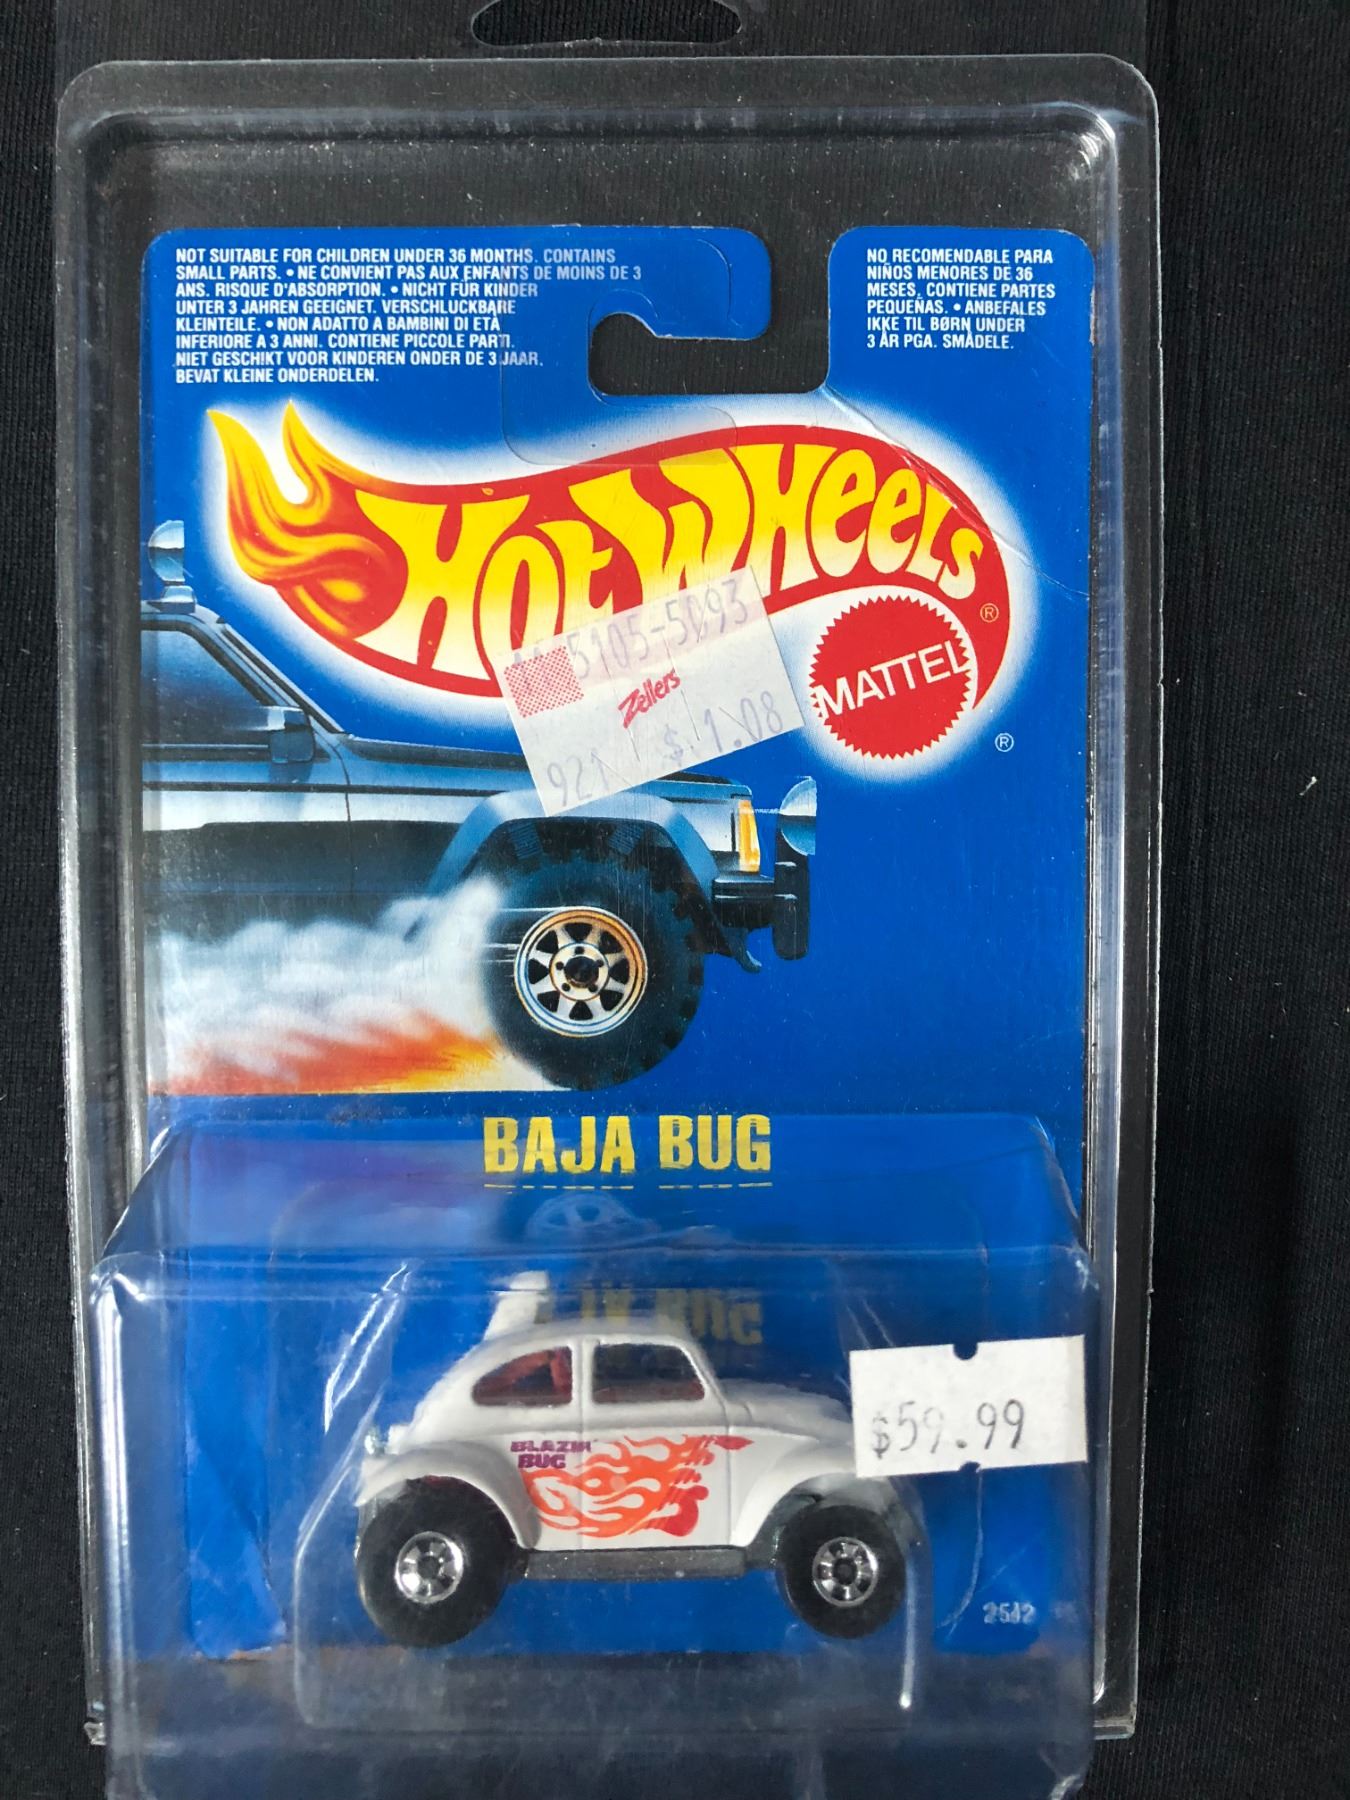 NOT SUITABLE FOR CHILDREN UNDER 36 MONTHS. CONTAINS
SMALL PARTS. • NE CONVIENT PAS AUX ENFANTS DE MOINS DE 3
ANS. RISQUE D'ABSORPTION. • NICHT FÜR KINDER
UNTER 3 JAHREN GEEIGNET. VERSCHLUCKBARE
KLEINTEILE. • NON ADATTO A BAMBINI DI ETÀ
INFERIORE A 3 ANNI. CONTIENE PICCOLE PARTI.
NIET GESCHIKT VOOR KINDEREN ONDER DE 3 JAAR,
BEVAT KLEINE ONDERDELEN.
NO RECOMENDABLE PARA
NIÑOS MENORES DE 36
MESES, CONTIENE PARTES
PEQUEÑAS. • ANBEFALES
IKKE TIL BØRN UNDER
3 ÅR PGA. SMÅDELE.
HOT WHEELS®
MATTEL
®
5105-5093
Zellers
921 $1.08
BAJA BUG
BLAZIN'
BUG
$59.99
2542